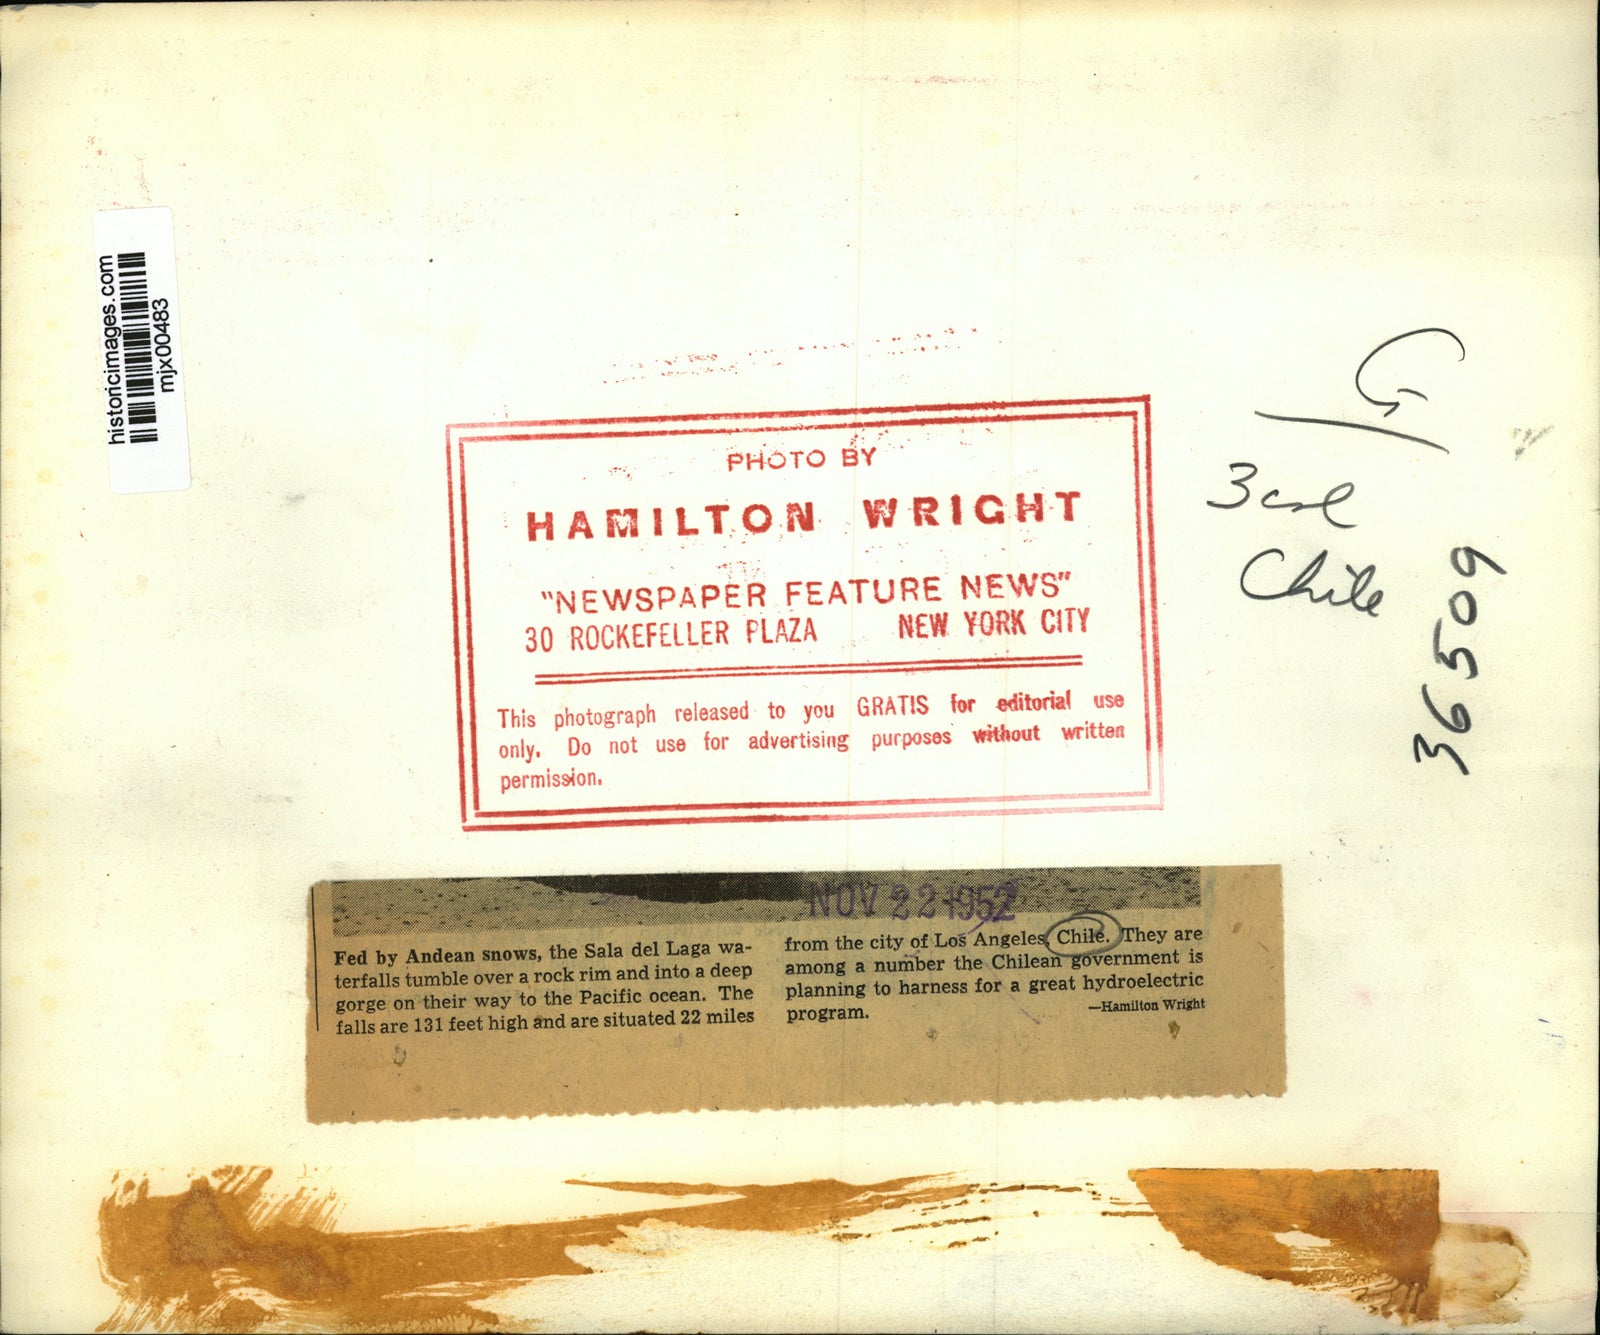 historicimages.com
mjx00483
PHOTO BY
HAMILTON WRIGHT
"NEWSPAPER FEATURE NEWS"
30 ROCKEFELLER PLAZA NEW YORK CITY
This photograph released to you GRATIS for editorial use
only. Do not use for advertising purposes without written
permission.
3 col
Chile
36509
NOV 22 1952
Fed by Andean snows, the Sala del Laga wa-
terfalls tumble over a rock rim and into a deep
gorge on their way to the Pacific ocean. The
falls are 131 feet high and are situated 22 miles
from the city of Los Angeles, Chile. They are
among a number the Chilean government is
planning to harness for a great hydroelectric
program.
—Hamilton Wright